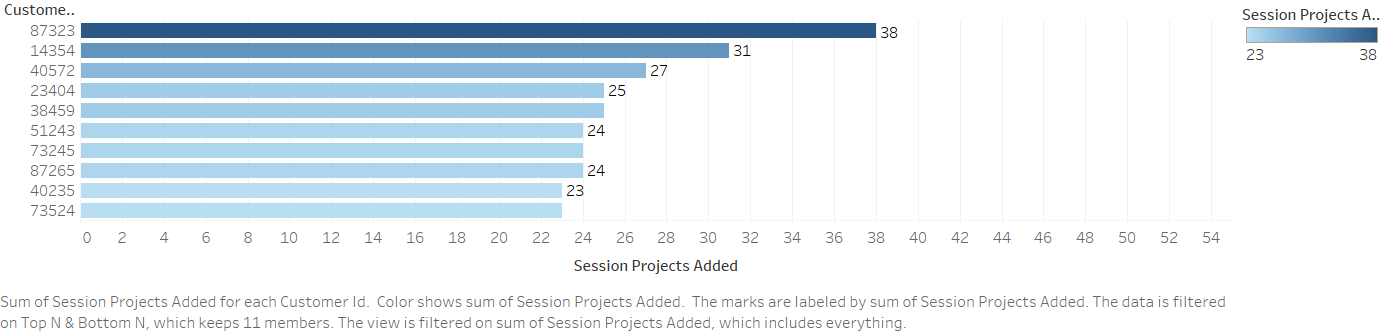 Custome..
Session Projects A..
23 38
87323 38
14354 31
40572 27
23404 25
38459
51243 24
73245
87265 24
40235 23
73524
0 2 4 6 8 10 12 14 16 18 20 22 24 26 28 30 32 34 36 38 40 42 44 46 48 50 52 54
Session Projects Added
Sum of Session Projects Added for each Customer Id. Color shows sum of Session Projects Added. The marks are labeled by sum of Session Projects Added. The data is filtered
on Top N & Bottom N, which keeps 11 members. The view is filtered on sum of Session Projects Added, which includes everything.